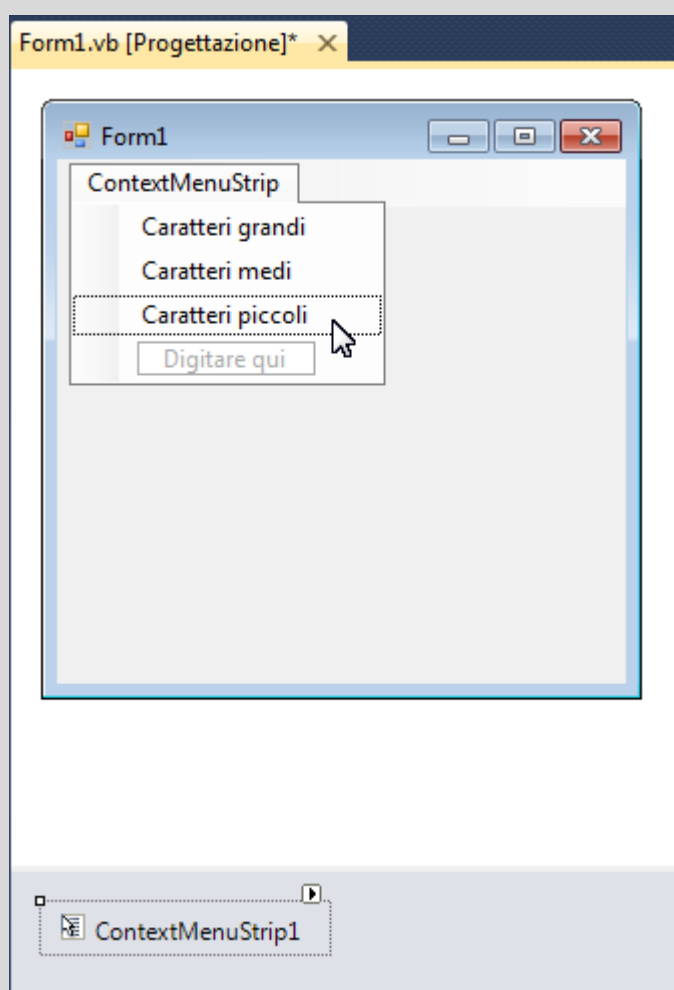 Form1.vb [Progettazione]*
Form1
ContextMenuStrip
Caratteri grandi
Caratteri medi
Caratteri piccoli
Digitare qui
ContextMenuStrip1